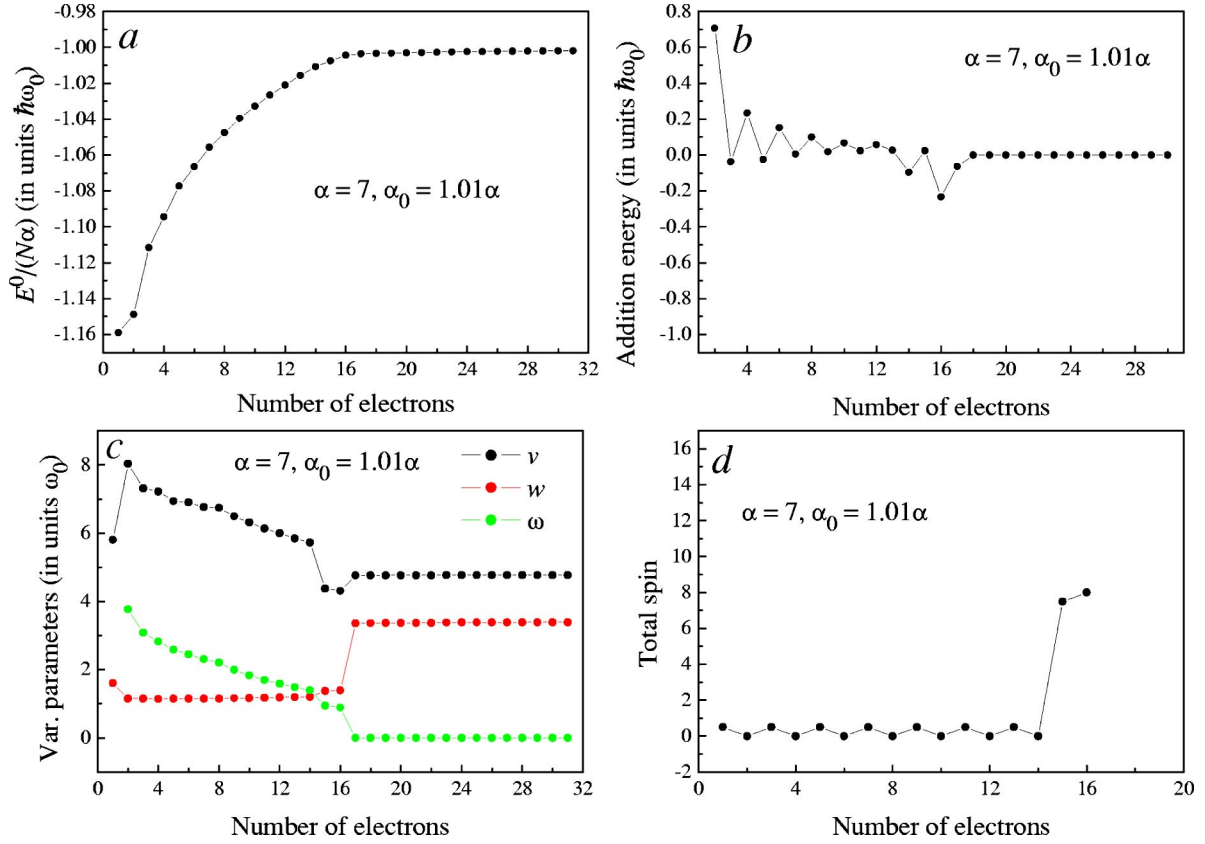 a
E⁰/(Nα) (in units ħω₀)
-0.98
-1.00
-1.02
-1.04
-1.06
-1.08
-1.10
-1.12
-1.14
-1.16
α = 7, α₀ = 1.01α
0 4 8 12 16 20 24 28 32
Number of electrons
b
Addition energy (in units ħω₀)
0.8
0.6
0.4
0.2
0.0
-0.2
-0.4
-0.6
-0.8
-1.0
α = 7, α₀ = 1.01α
0 4 8 12 16 20 24 28
Number of electrons
c
Var. parameters (in units ω₀)
8
6
4
2
0
α = 7, α₀ = 1.01α
v
w
ω
0 4 8 12 16 20 24 28 32
Number of electrons
d
Total spin
16
14
12
10
8
6
4
2
0
-2
α = 7, α₀ = 1.01α
0 4 8 12 16 20
Number of electrons